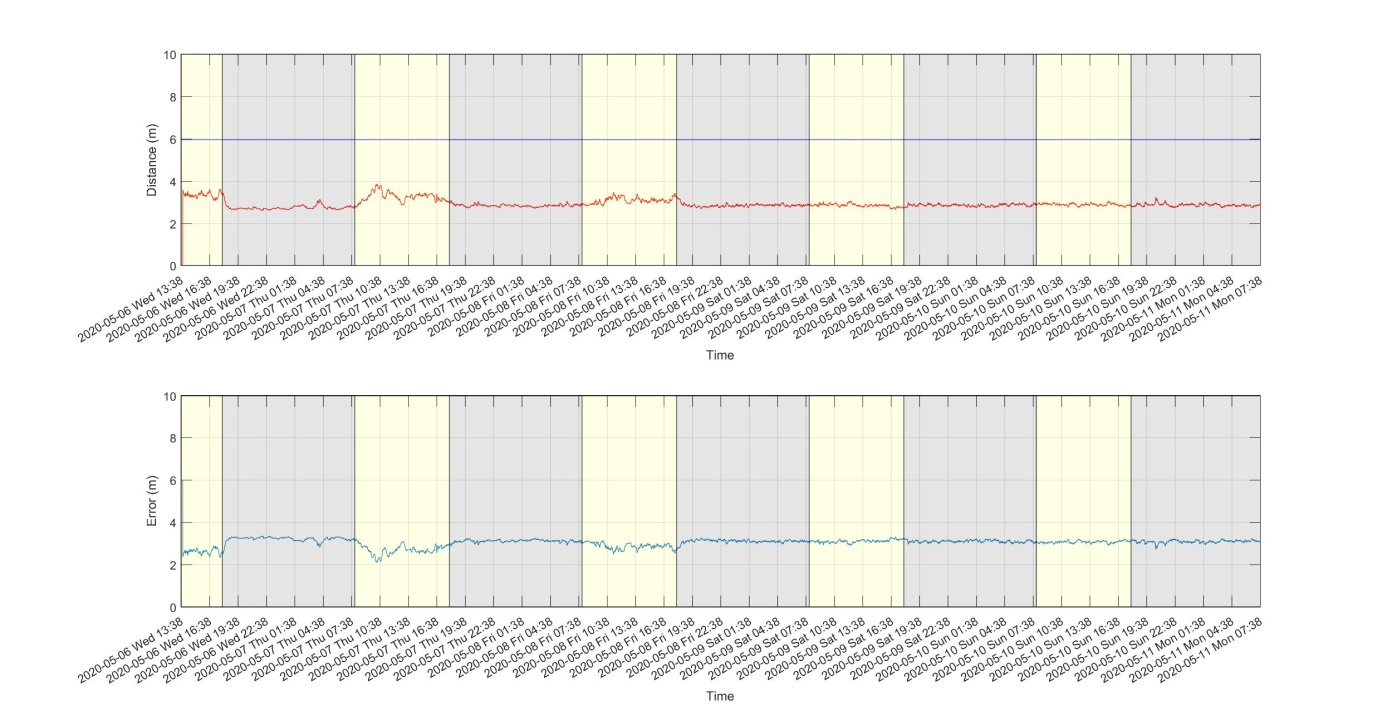 10
8
6
4
2
0
Distance (m)
2020-05-06 Wed 13:38
2020-05-06 Wed 16:38
2020-05-06 Wed 19:38
2020-05-06 Wed 22:38
2020-05-07 Thu 01:38
2020-05-07 Thu 04:38
2020-05-07 Thu 07:38
2020-05-07 Thu 10:38
2020-05-07 Thu 13:38
2020-05-07 Thu 16:38
2020-05-07 Thu 19:38
2020-05-07 Thu 22:38
2020-05-08 Fri 01:38
2020-05-08 Fri 04:38
2020-05-08 Fri 07:38
2020-05-08 Fri 10:38
2020-05-08 Fri 13:38
2020-05-08 Fri 16:38
2020-05-08 Fri 19:38
2020-05-08 Fri 22:38
2020-05-09 Sat 01:38
2020-05-09 Sat 04:38
2020-05-09 Sat 07:38
2020-05-09 Sat 10:38
2020-05-09 Sat 13:38
2020-05-09 Sat 16:38
2020-05-09 Sat 19:38
2020-05-09 Sat 22:38
2020-05-10 Sun 01:38
2020-05-10 Sun 04:38
2020-05-10 Sun 07:38
2020-05-10 Sun 10:38
2020-05-10 Sun 13:38
2020-05-10 Sun 16:38
2020-05-10 Sun 19:38
2020-05-10 Sun 22:38
2020-05-11 Mon 01:38
2020-05-11 Mon 04:38
2020-05-11 Mon 07:38
Time
10
8
6
4
2
0
Error (m)
2020-05-06 Wed 13:38
2020-05-06 Wed 16:38
2020-05-06 Wed 19:38
2020-05-06 Wed 22:38
2020-05-07 Thu 01:38
2020-05-07 Thu 04:38
2020-05-07 Thu 07:38
2020-05-07 Thu 10:38
2020-05-07 Thu 13:38
2020-05-07 Thu 16:38
2020-05-07 Thu 19:38
2020-05-07 Thu 22:38
2020-05-08 Fri 01:38
2020-05-08 Fri 04:38
2020-05-08 Fri 07:38
2020-05-08 Fri 10:38
2020-05-08 Fri 13:38
2020-05-08 Fri 16:38
2020-05-08 Fri 19:38
2020-05-08 Fri 22:38
2020-05-09 Sat 01:38
2020-05-09 Sat 04:38
2020-05-09 Sat 07:38
2020-05-09 Sat 10:38
2020-05-09 Sat 13:38
2020-05-09 Sat 16:38
2020-05-09 Sat 19:38
2020-05-09 Sat 22:38
2020-05-10 Sun 01:38
2020-05-10 Sun 04:38
2020-05-10 Sun 07:38
2020-05-10 Sun 10:38
2020-05-10 Sun 13:38
2020-05-10 Sun 16:38
2020-05-10 Sun 19:38
2020-05-10 Sun 22:38
2020-05-11 Mon 01:38
2020-05-11 Mon 04:38
2020-05-11 Mon 07:38
Time